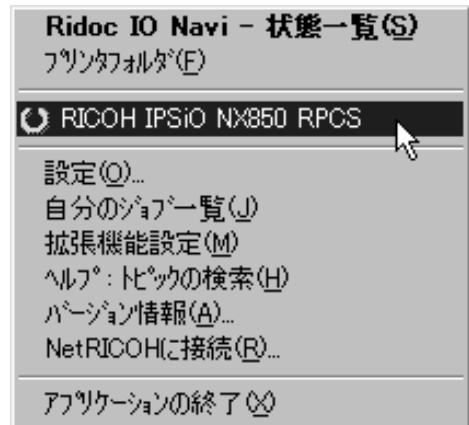 Ridoc IO Navi - 状態一覧(S)
ﾌﾟﾘﾝﾀﾌｫﾙﾀﾞ(F)
RICOH IPSiO NX850 RPCS
設定(O)...
自分のｼﾞｮﾌﾞ一覧(J)
拡張機能設定(M)
ﾍﾙﾌﾟ:ﾄﾋﾟｯｸの検索(H)
ﾊﾞｰｼﾞｮﾝ情報(A)...
NetRICOHに接続(R)...
ｱﾌﾟﾘｹｰｼｮﾝの終了(X)